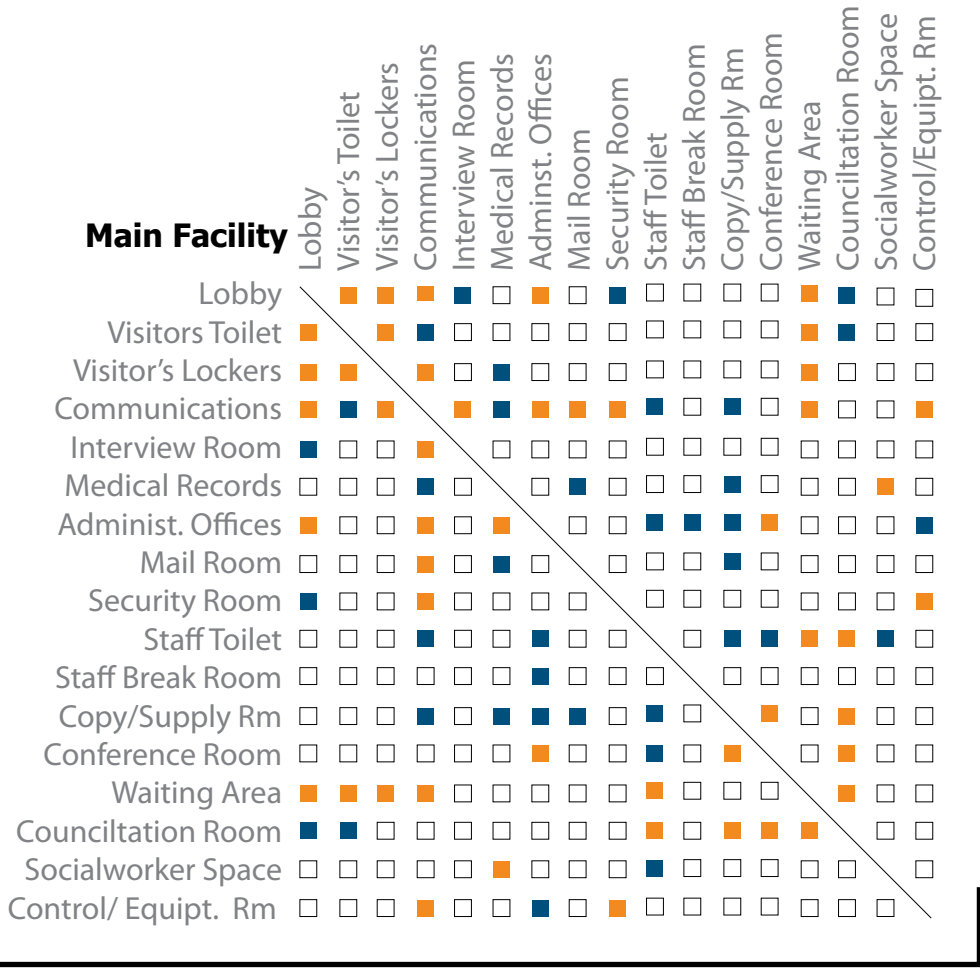 Lobby
Visitor's Toilet
Visitor's Lockers
Communications
Interview Room
Medical Records
Adminst. Offices
Mail Room
Security Room
Staff Toilet
Staff Break Room
Copy/Supply Rm
Conference Room
Waiting Area
Counciltation Room
Socialworker Space
Control/Equipt. Rm
Main Facility
Lobby
Visitors Toilet
Visitor's Lockers
Communications
Interview Room
Medical Records
Administ. Offices
Mail Room
Security Room
Staff Toilet
Staff Break Room
Copy/Supply Rm
Conference Room
Waiting Area
Counciltation Room
Socialworker Space
Control/ Equipt. Rm